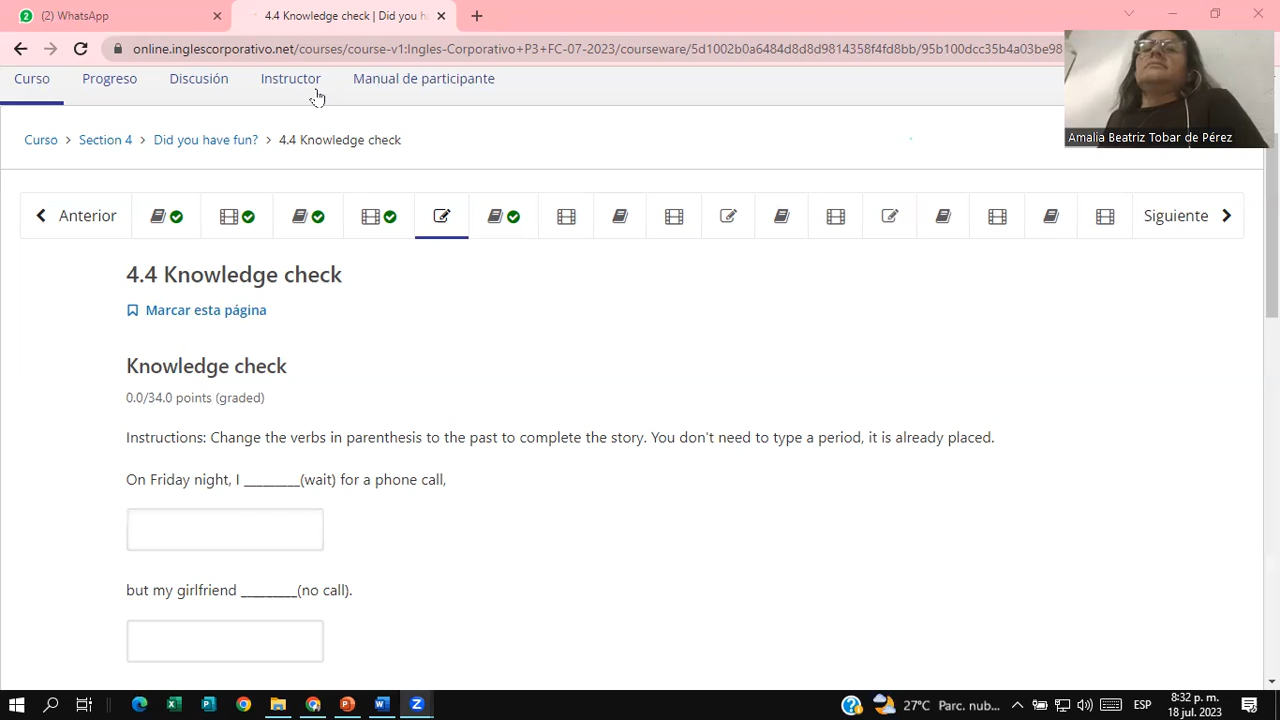 (2) WhatsApp
4.4 Knowledge check | Did you h
online.inglescorporativo.net/courses/course-v1:Ingles-Corporativo+P3+FC-07-2023/courseware/5d1002b0a6484d8d8d9814358f4fd8bb/95b100dcc35b4a03be98
Curso Progreso Discusión Instructor Manual de participante
Amalia Beatriz Tobar de Pérez
Curso > Section 4 > Did you have fun? > 4.4 Knowledge check
Anterior Siguiente
4.4 Knowledge check
Marcar esta página
Knowledge check
0.0/34.0 points (graded)
Instructions: Change the verbs in parenthesis to the past to complete the story. You don't need to type a period, it is already placed.
On Friday night, I ________(wait) for a phone call,
but my girlfriend ________(no call).
27°C Parc. nub... ESP 8:32 p. m.
18 jul. 2023